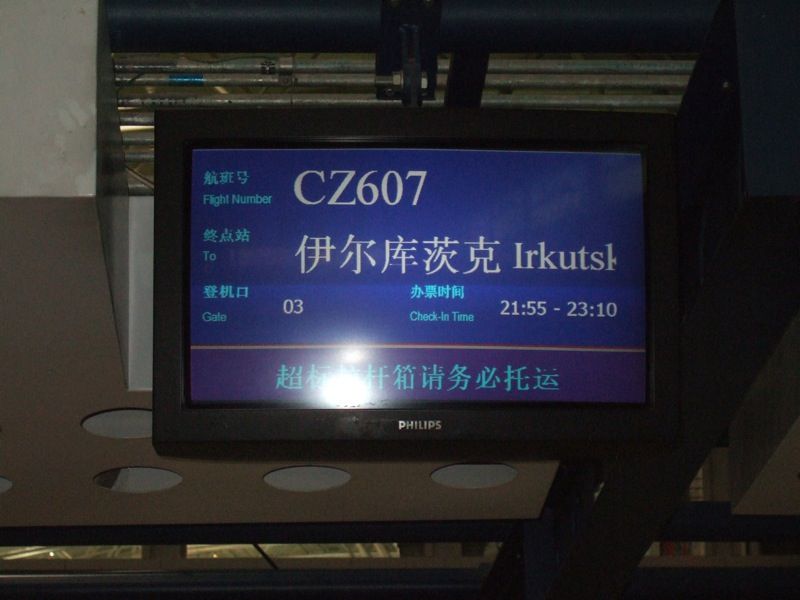 航班号
Flight Number
CZ607
终点站
To
伊尔库茨克 Irkutsk
登机口
Gate
03
办票时间
Check-In Time
21:55 - 23:10
超标拉杆箱请务必托运
PHILIPS